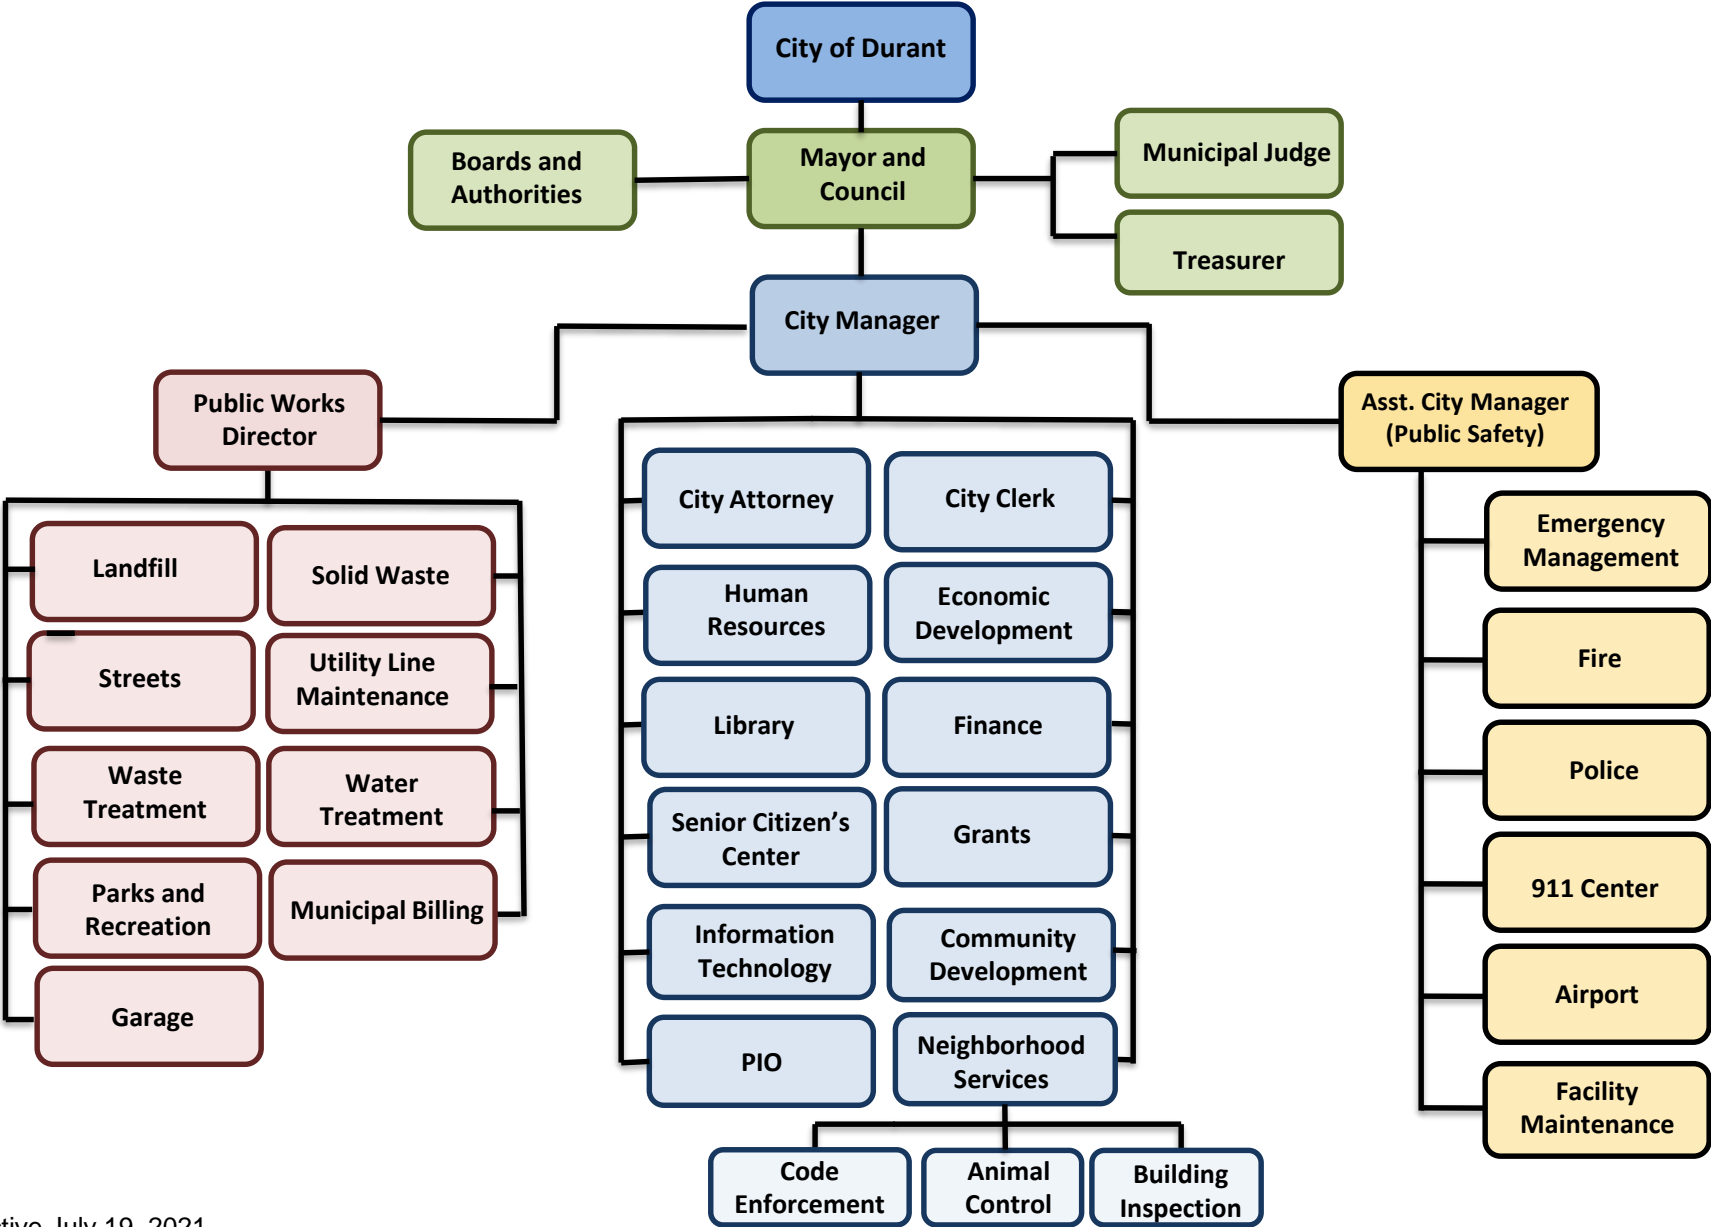 City of Durant
Boards and
Authorities
Mayor and
Council
Municipal Judge
Treasurer
City Manager
Public Works
Director
Asst. City Manager
(Public Safety)
Landfill
Solid Waste
Streets
Utility Line
Maintenance
Waste
Treatment
Water
Treatment
Parks and
Recreation
Municipal Billing
Garage
City Attorney
City Clerk
Human
Resources
Economic
Development
Library
Finance
Senior Citizen’s
Center
Grants
Information
Technology
Community
Development
PIO
Neighborhood
Services
Code
Enforcement
Animal
Control
Building
Inspection
Emergency
Management
Fire
Police
911 Center
Airport
Facility
Maintenance
July 19, 2021